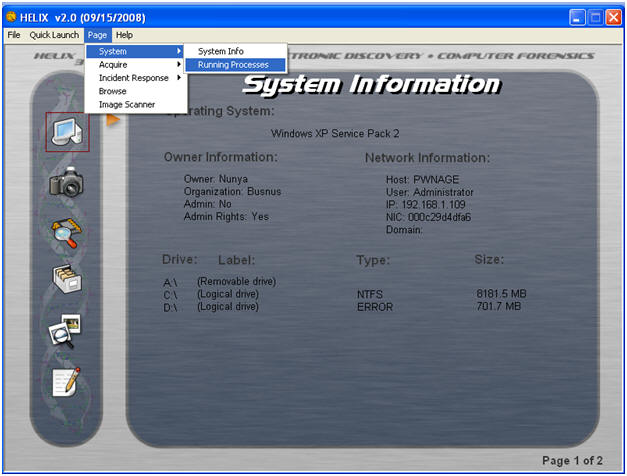 HELIX v2.0 (09/15/2008)
File Quick Launch Page Help
HELIX TRONIC DISCOVERY • COMPUTER FORENSICS
3
System System Info
Acquire Running Processes
Incident Response
Browse
Image Scanner
System Information
rating System:
Windows XP Service Pack 2
Owner Information: Network Information:
Owner: Nunya Host: PWNAGE
Organization: Busnus User: Administrator
Admin: No IP: 192.168.1.109
Admin Rights: Yes NIC: 000c29d4dfa6
Domain:
Drive: Label: Type: Size:
A:\ (Removable drive)
C:\ (Logical drive) NTFS 8181.5 MB
D:\ (Logical drive) ERROR 701.7 MB
Page 1 of 2